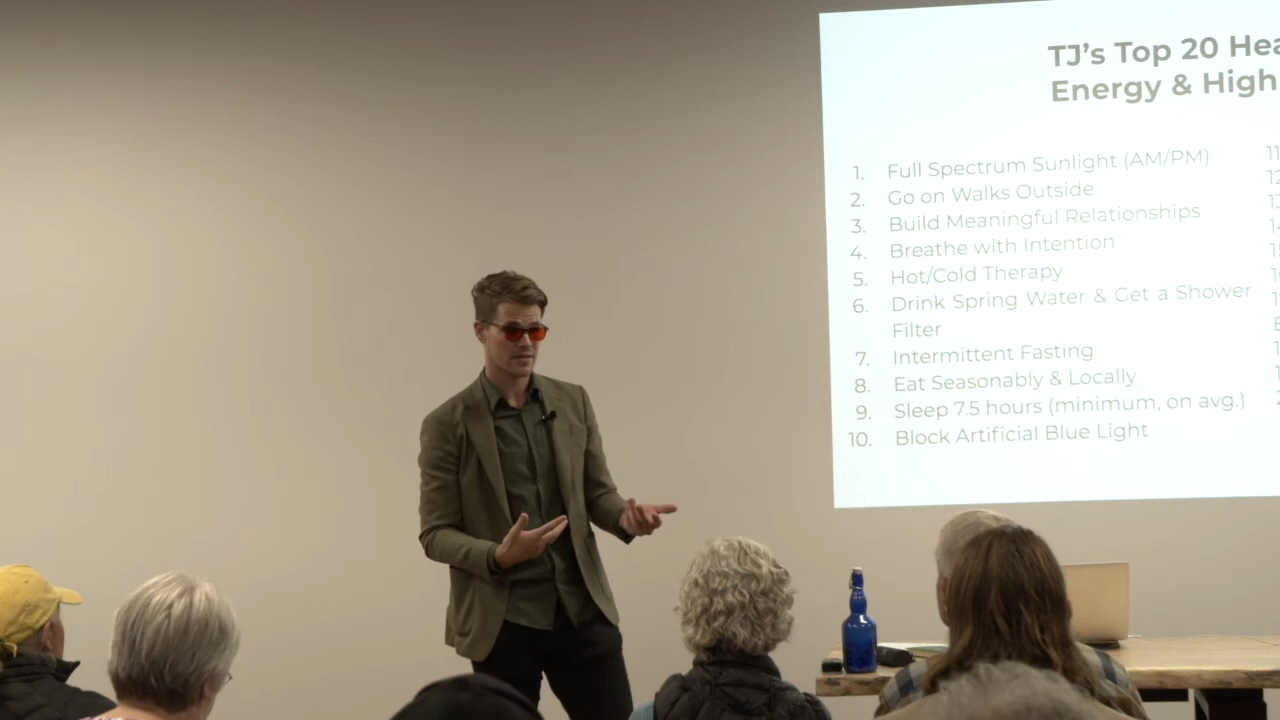 TJ's Top 20
Energy & High
1. Full Spectrum Sunlight (AM/PM)
2. Go on Walks Outside
3. Build Meaningful Relationships
4. Breathe with Intention
5. Hot/Cold Therapy
6. Drink Spring Water & Get a Shower
Filter
7. Intermittent Fasting
8. Eat Seasonably & Locally
9. Sleep 7.5 hours (minimum, on avg.)
10. Block Artificial Blue Light
11